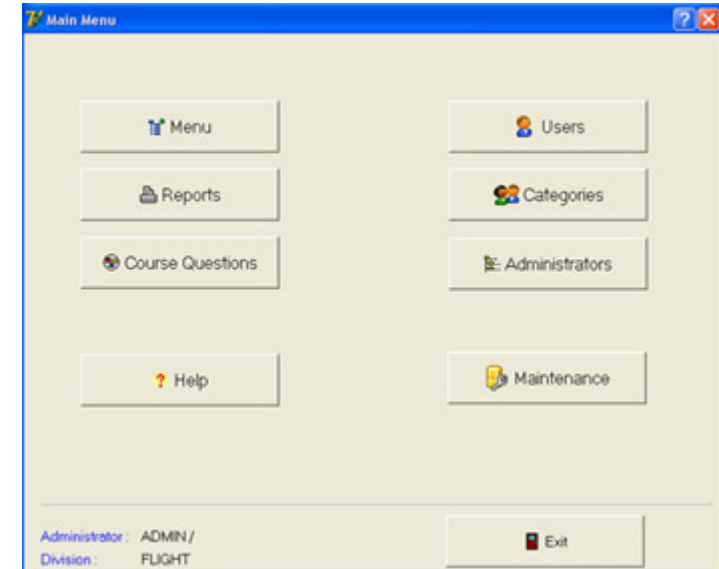 Main Menu
Menu
Users
Reports
Categories
Course Questions
Administrators
Help
Maintenance
Administrator : ADMIN /
Division : FLIGHT
Exit